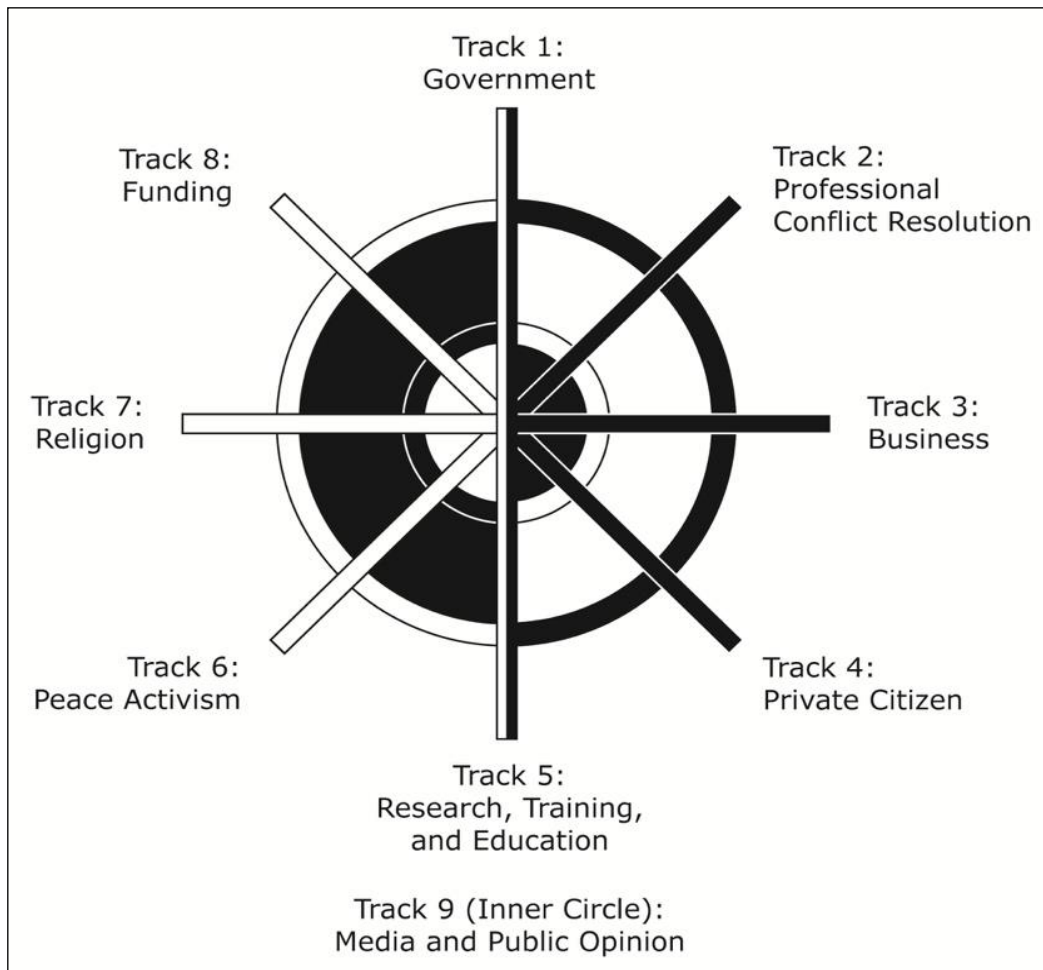 Track 1:
Government
Track 2:
Professional
Conflict Resolution
Track 3:
Business
Track 4:
Private Citizen
Track 5:
Research, Training,
and Education
Track 6:
Peace Activism
Track 7:
Religion
Track 8:
Funding
Track 9 (Inner Circle):
Media and Public Opinion